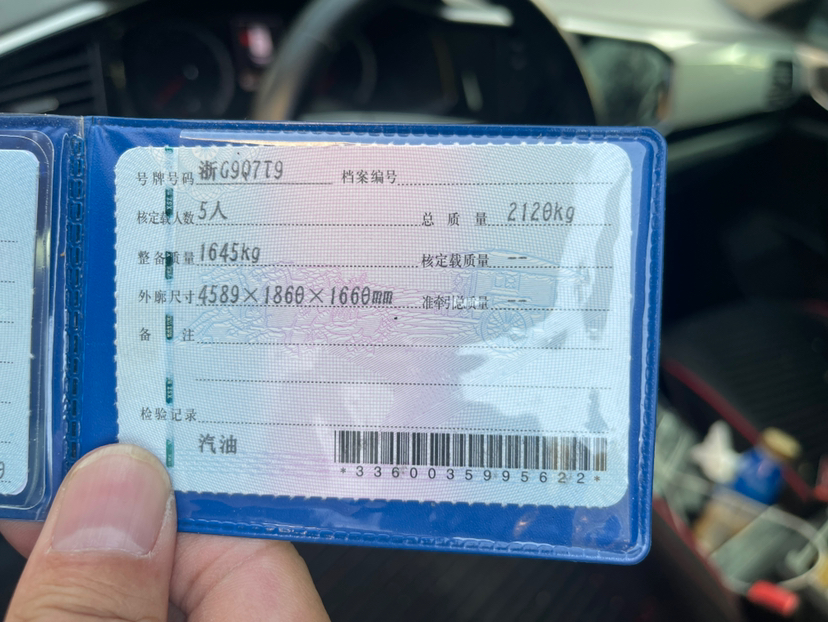 号牌号码 浙G9Q7T9 档案编号
核定载人数 5人 总质量 2120kg
整备质量 1645kg 核定载质量 --
外廓尺寸 4589×1860×1660mm 准牵引总质量 --
备注
检验记录
汽油
*3360035995622*